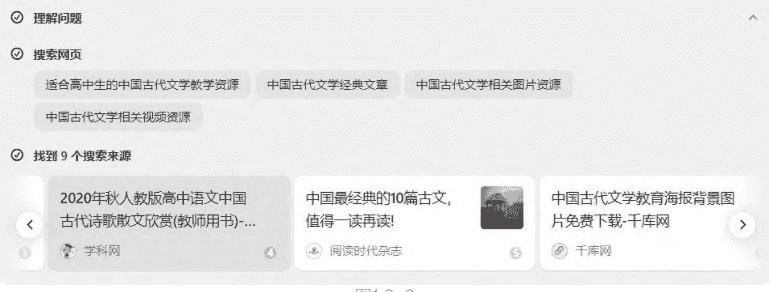 理解问题
搜索网页
适合高中生的中国古代文学教学资源 中国古代文学经典文章 中国古代文学相关图片资源
中国古代文学相关视频资源
找到 9 个搜索来源
2020年秋人教版高中语文中国
古代诗歌散文欣赏(教师用书)-...
学科网 4
中国最经典的10篇古文，
值得一读再读!
阅读时代杂志 5
中国古代文学教育海报背景图
片免费下载-千库网
千库网
3